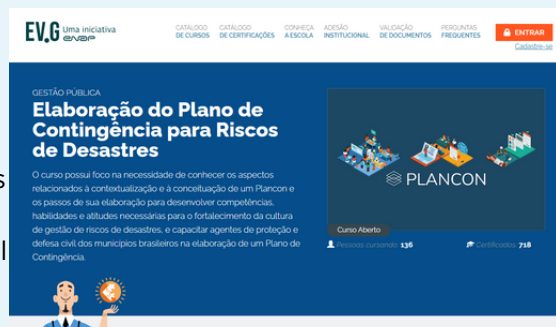 EV.G Uma iniciativa
enap
CATÁLOGO
DE CURSOS
CATÁLOGO
DE CERTIFICAÇÕES
CONHEÇA
A ESCOLA
ADESÃO
INSTITUCIONAL
VALIDAÇÃO
DE DOCUMENTOS
PERGUNTAS
FREQUENTES
ENTRAR
Cadastre-se
GESTÃO PÚBLICA
Elaboração do Plano de
Contingência para Riscos
de Desastres
O curso possui foco na necessidade de conhecer os aspectos
relacionados à contextualização e à conceituação de um Plancon e
os passos de sua elaboração para desenvolver competências,
habilidades e atitudes necessárias para o fortalecimento da cultura
de gestão de riscos de desastres, e capacitar agentes de proteção e
defesa civil dos municípios brasileiros na elaboração de um Plano de
Contingência.
s
l
PLANCON
Curso Aberto
Pessoas cursando: 136
Certificados: 718